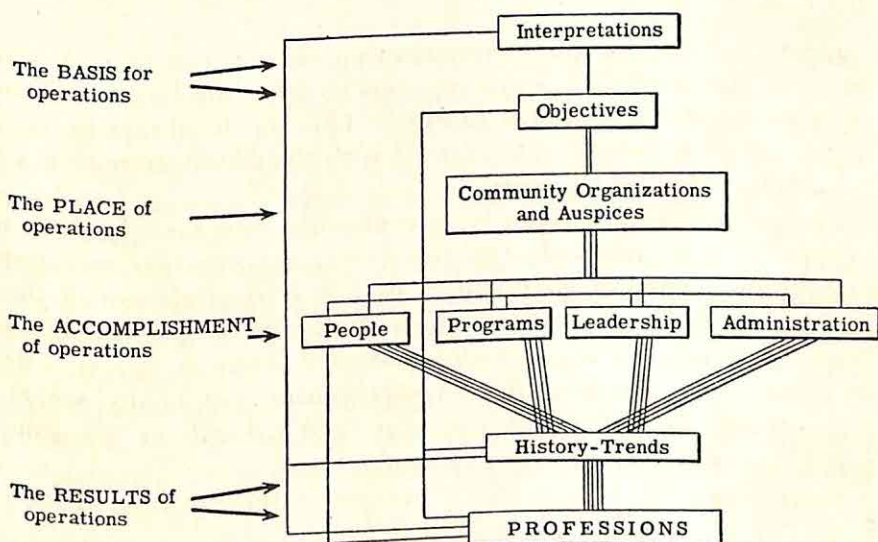 Interpretations
The BASIS for
operations
Objectives
The PLACE of
operations
Community Organizations
and Auspices
The ACCOMPLISHMENT
of operations
People
Programs
Leadership
Administration
History-Trends
The RESULTS of
operations
PROFESSIONS